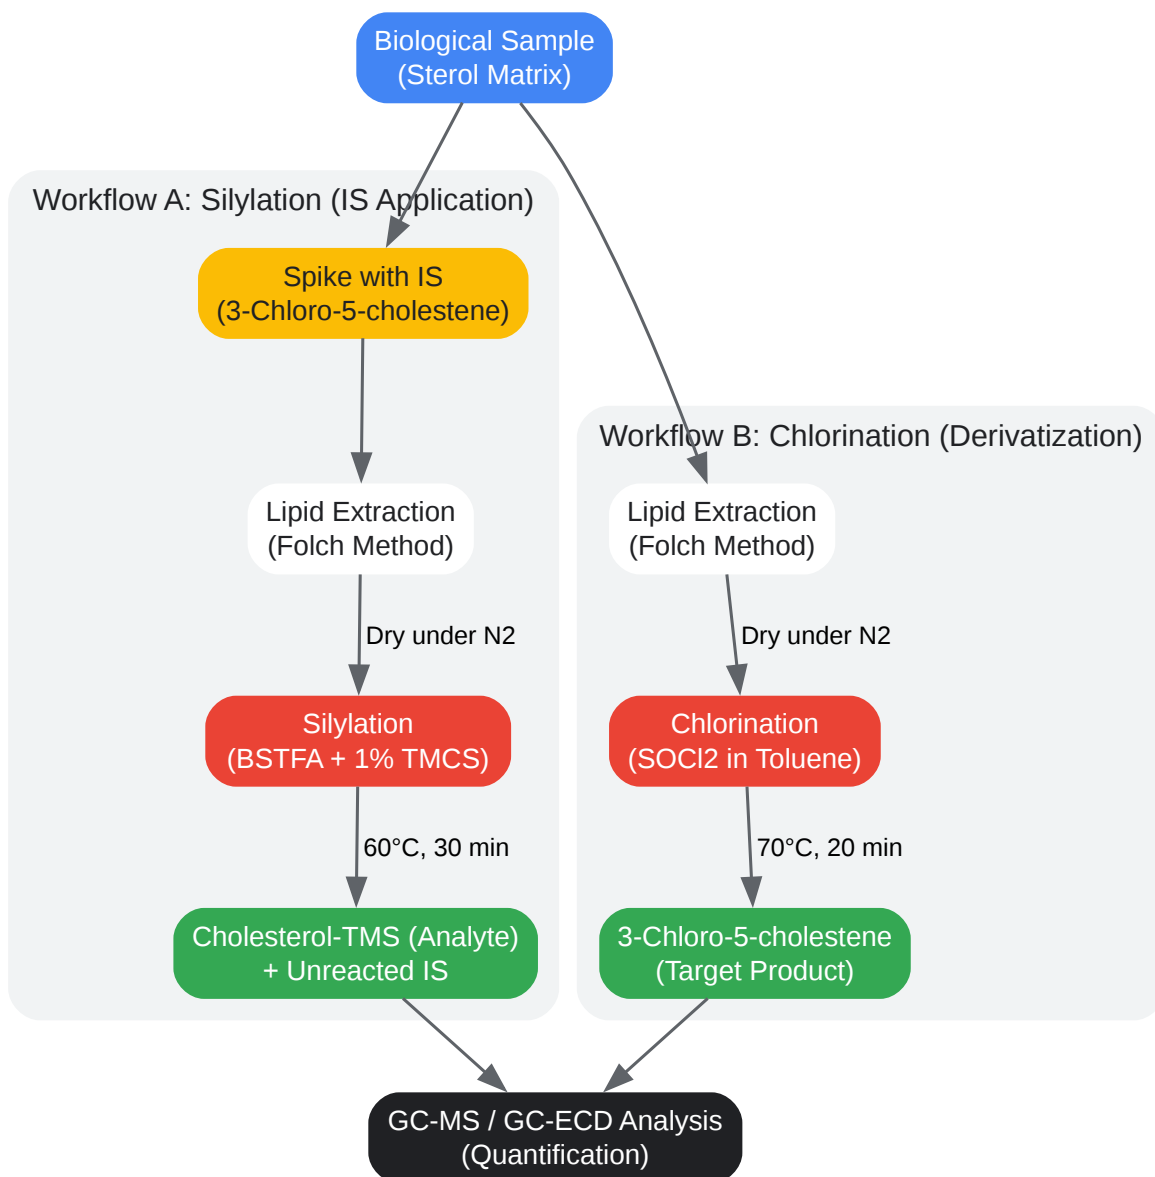 Biological Sample
(Sterol Matrix)
Workflow A: Silylation (IS Application)
Spike with IS
(3-Chloro-5-cholestene)
Lipid Extraction
(Folch Method)
Dry under N2
Silylation
(BSTFA + 1% TMCS)
60°C, 30 min
Cholesterol-TMS (Analyte)
+ Unreacted IS
Workflow B: Chlorination (Derivatization)
Lipid Extraction
(Folch Method)
Dry under N2
Chlorination
(SOCl2 in Toluene)
70°C, 20 min
3-Chloro-5-cholestene
(Target Product)
GC-MS / GC-ECD Analysis
(Quantification)